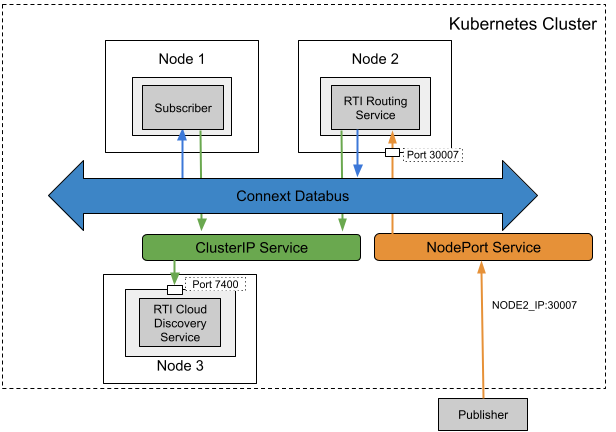 Kubernetes Cluster
Node 1
Subscriber
Node 2
RTI Routing
Service
Port 30007
Connext Databus
ClusterIP Service
NodePort Service
Port 7400
RTI Cloud
Discovery
Service
Node 3
NODE2_IP:30007
Publisher